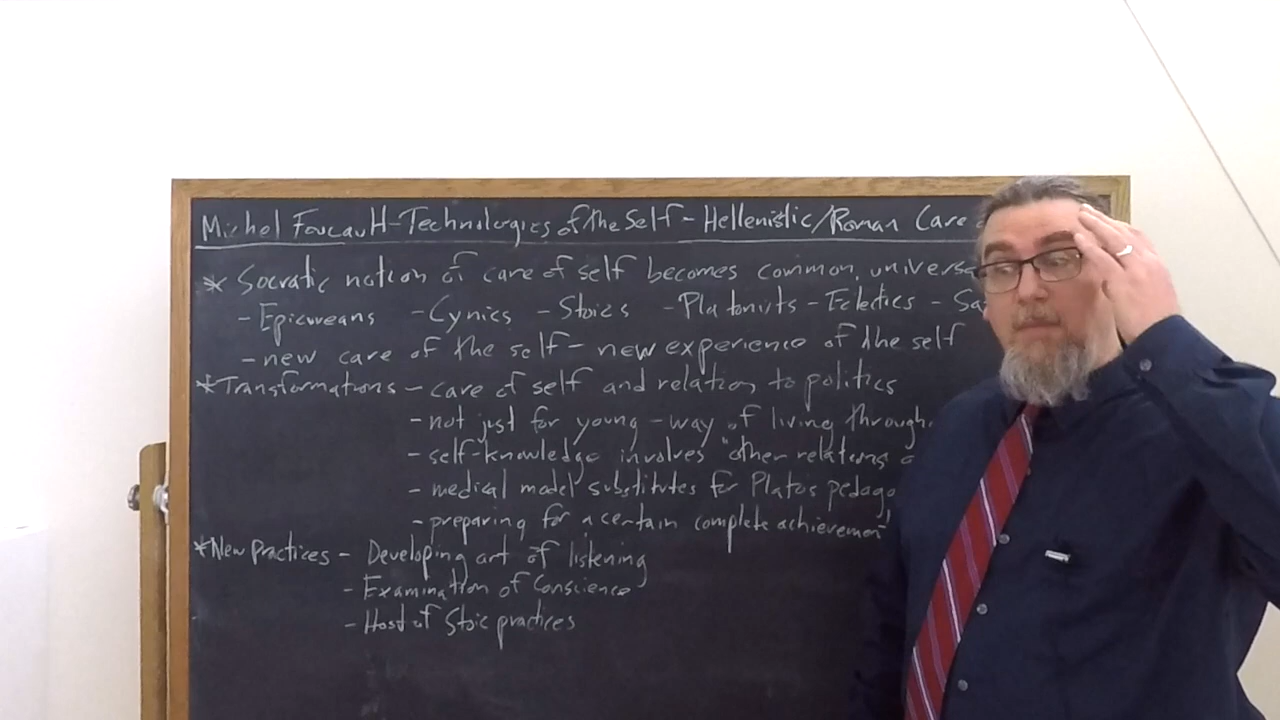 Michel Foucault - Technologies of the Self - Hellenistic/Roman Care
* Socratic notion of care of self becomes common, universa
- Epicureans - Cynics - Stoics - Platonists - Eclectics - Sa
- new care of the self - new experience of the self
* Transformations - care of self and relation to politics
- not just for young - way of living through
- self-knowledge involves "other relations
- medical model substitutes for Platos pedago
- preparing for a certain complete achievement
* New practices - Developing art of listening
- Examination of Conscience
- Host of Stoic practices